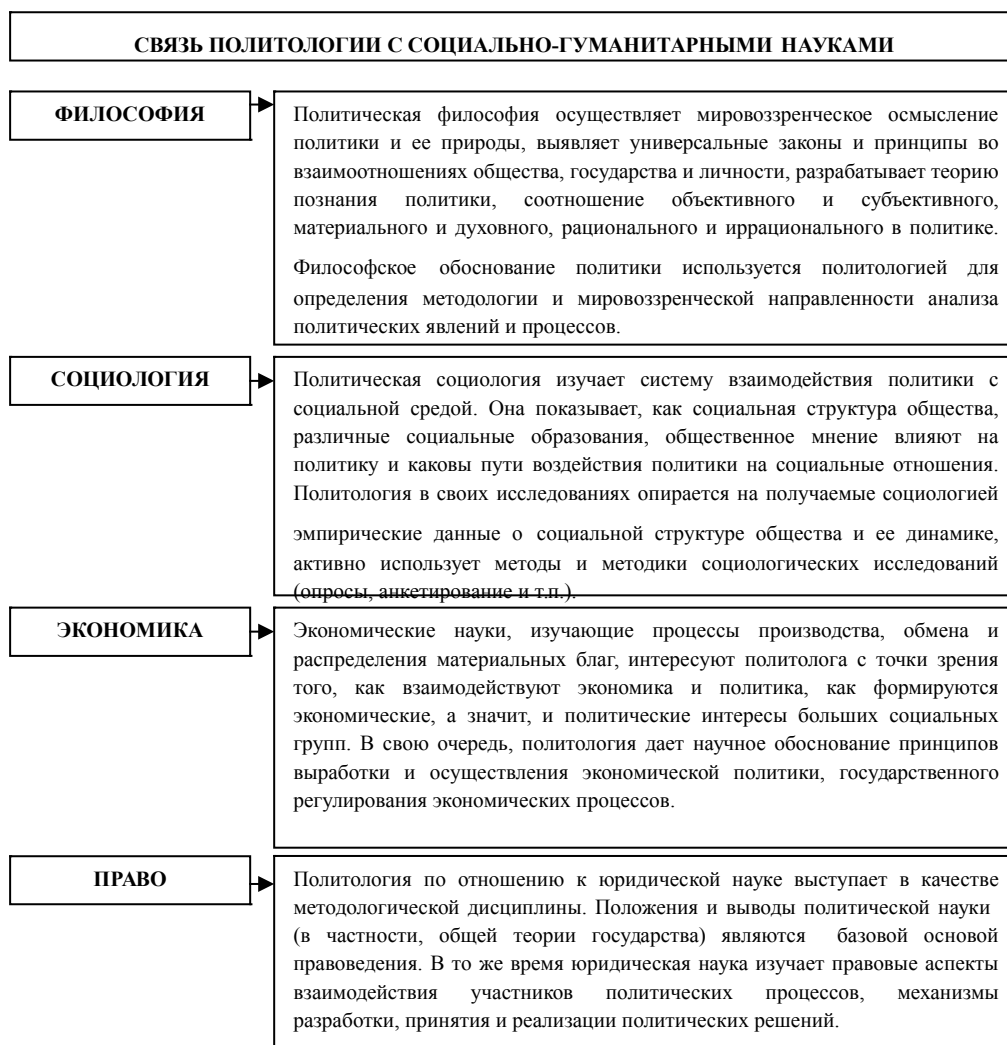 СВЯЗЬ ПОЛИТОЛОГИИ С СОЦИАЛЬНО-ГУМАНИТАРНЫМИ НАУКАМИ
ФИЛОСОФИЯ
Политическая философия осуществляет мировоззренческое осмысление
политики и ее природы, выявляет универсальные законы и принципы во
взаимоотношениях общества, государства и личности, разрабатывает теорию
познания политики, соотношение объективного и субъективного,
материального и духовного, рационального и иррационального в политике.
Философское обоснование политики используется политологией для
определения методологии и мировоззренческой направленности анализа
политических явлений и процессов.
СОЦИОЛОГИЯ
Политическая социология изучает систему взаимодействия политики с
социальной средой. Она показывает, как социальная структура общества,
различные социальные образования, общественное мнение влияют на
политику и каковы пути воздействия политики на социальные отношения.
Политология в своих исследованиях опирается на получаемые социологией
эмпирические данные о социальной структуре общества и ее динамике,
активно использует методы и методики социологических исследований
(опросы, анкетирование и т.п.).
ЭКОНОМИКА
Экономические науки, изучающие процессы производства, обмена и
распределения материальных благ, интересуют политолога с точки зрения
того, как взаимодействуют экономика и политика, как формируются
экономические, а значит, и политические интересы больших социальных
групп. В свою очередь, политология дает научное обоснование принципов
выработки и осуществления экономической политики, государственного
регулирования экономических процессов.
ПРАВО
Политология по отношению к юридической науке выступает в качестве
методологической дисциплины. Положения и выводы политической науки
(в частности, общей теории государства) являются базовой основой
правоведения. В то же время юридическая наука изучает правовые аспекты
взаимодействия участников политических процессов, механизмы
разработки, принятия и реализации политических решений.